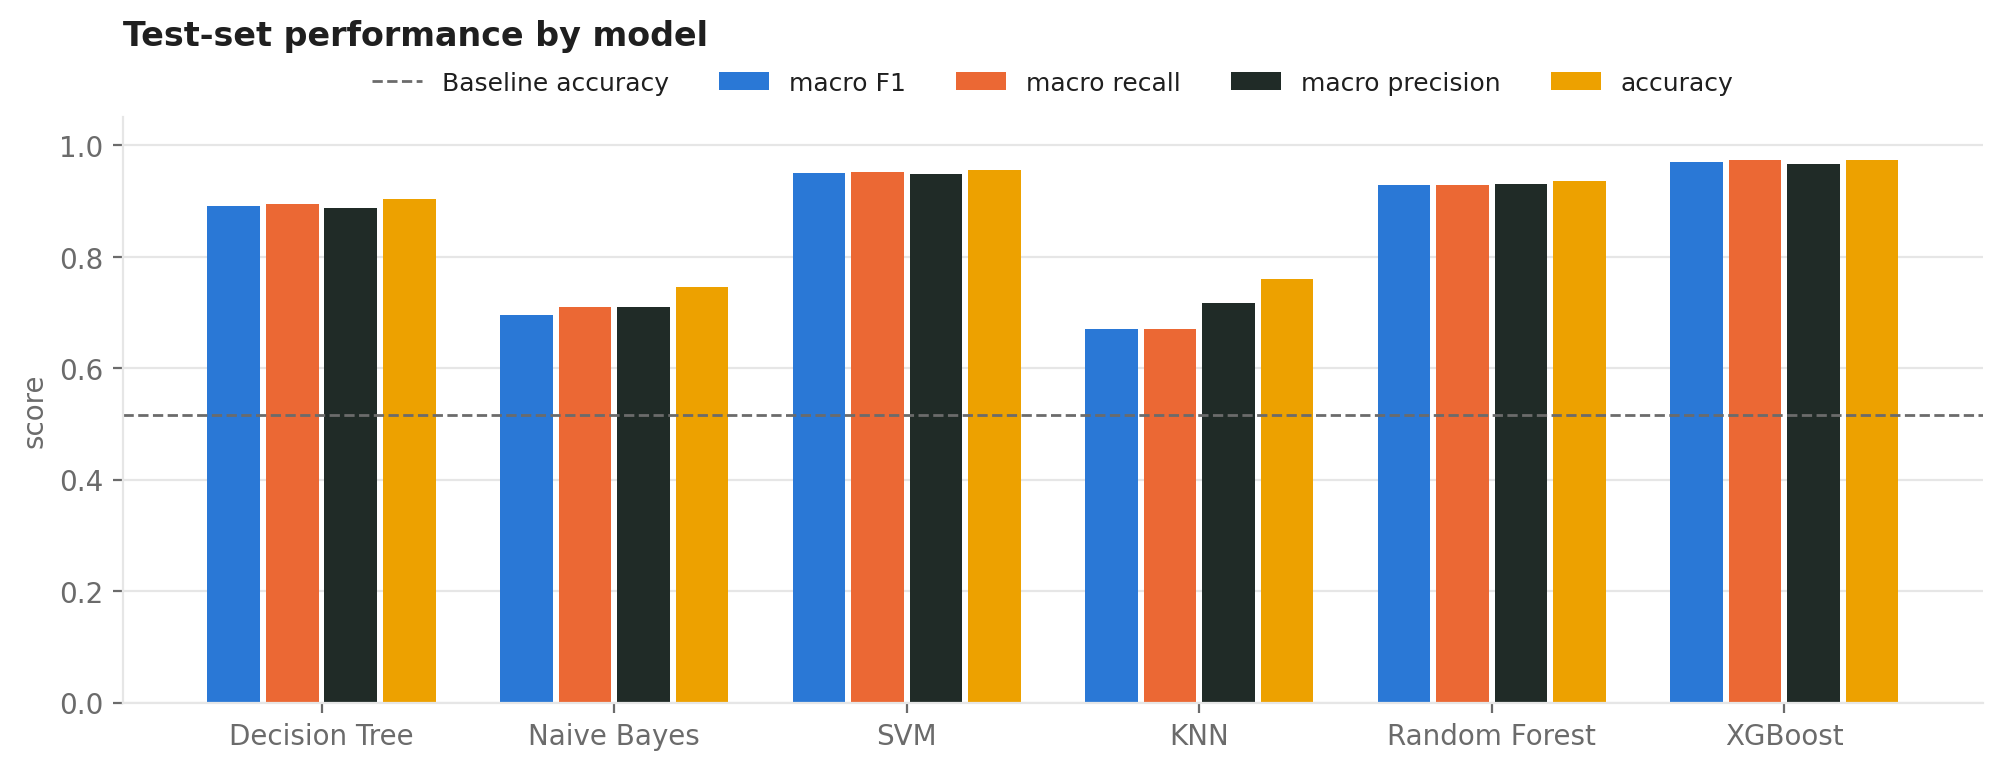 Test-set performance by model
Baseline accuracy macro F1 macro recall macro precision accuracy
1.0
0.8
0.6
0.4
0.2
0.0
score
Decision Tree Naive Bayes SVM KNN Random Forest XGBoost